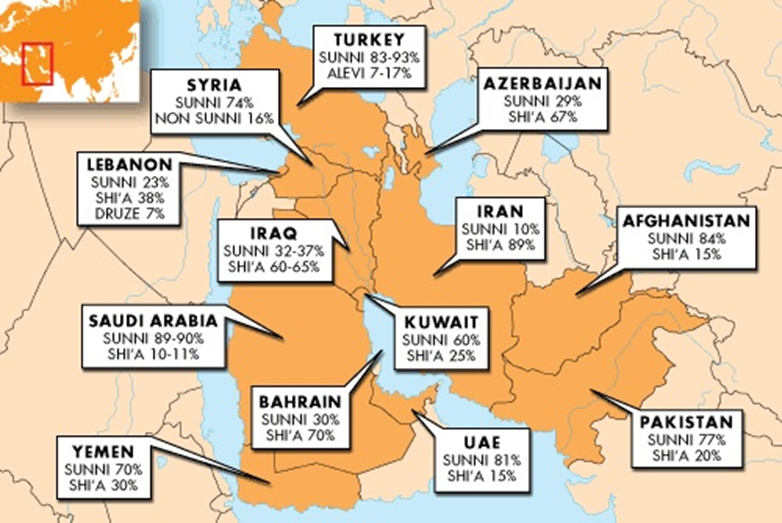 TURKEY
SUNNI 83-93%
ALEVI 7-17%
SYRIA
SUNNI 74%
NON SUNNI 16%
AZERBAIJAN
SUNNI 29%
SHI'A 67%
LEBANON
SUNNI 23%
SHI'A 38%
DRUZE 7%
IRAQ
SUNNI 32-37%
SHI'A 60-65%
IRAN
SUNNI 10%
SHI'A 89%
AFGHANISTAN
SUNNI 84%
SHI'A 15%
SAUDI ARABIA
SUNNI 89-90%
SHI'A 10-11%
KUWAIT
SUNNI 60%
SHI'A 25%
BAHRAIN
SUNNI 30%
SHI'A 70%
PAKISTAN
SUNNI 77%
SHI'A 20%
YEMEN
SUNNI 70%
SHI'A 30%
UAE
SUNNI 81%
SHI'A 15%